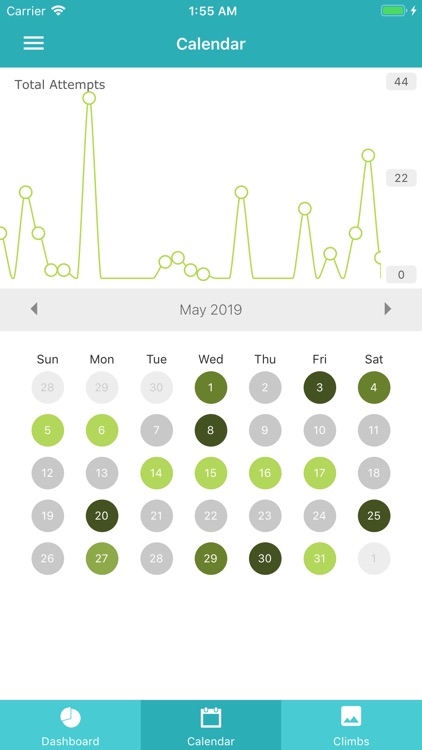 Carrier 1:55 AM
Calendar
Total Attempts 44
22
0
May 2019
Sun Mon Tue Wed Thu Fri Sat
28 29 30 1 2 3 4
5 6 7 8 9 10 11
12 13 14 15 16 17 18
19 20 21 22 23 24 25
26 27 28 29 30 31 1
Dashboard Calendar Climbs